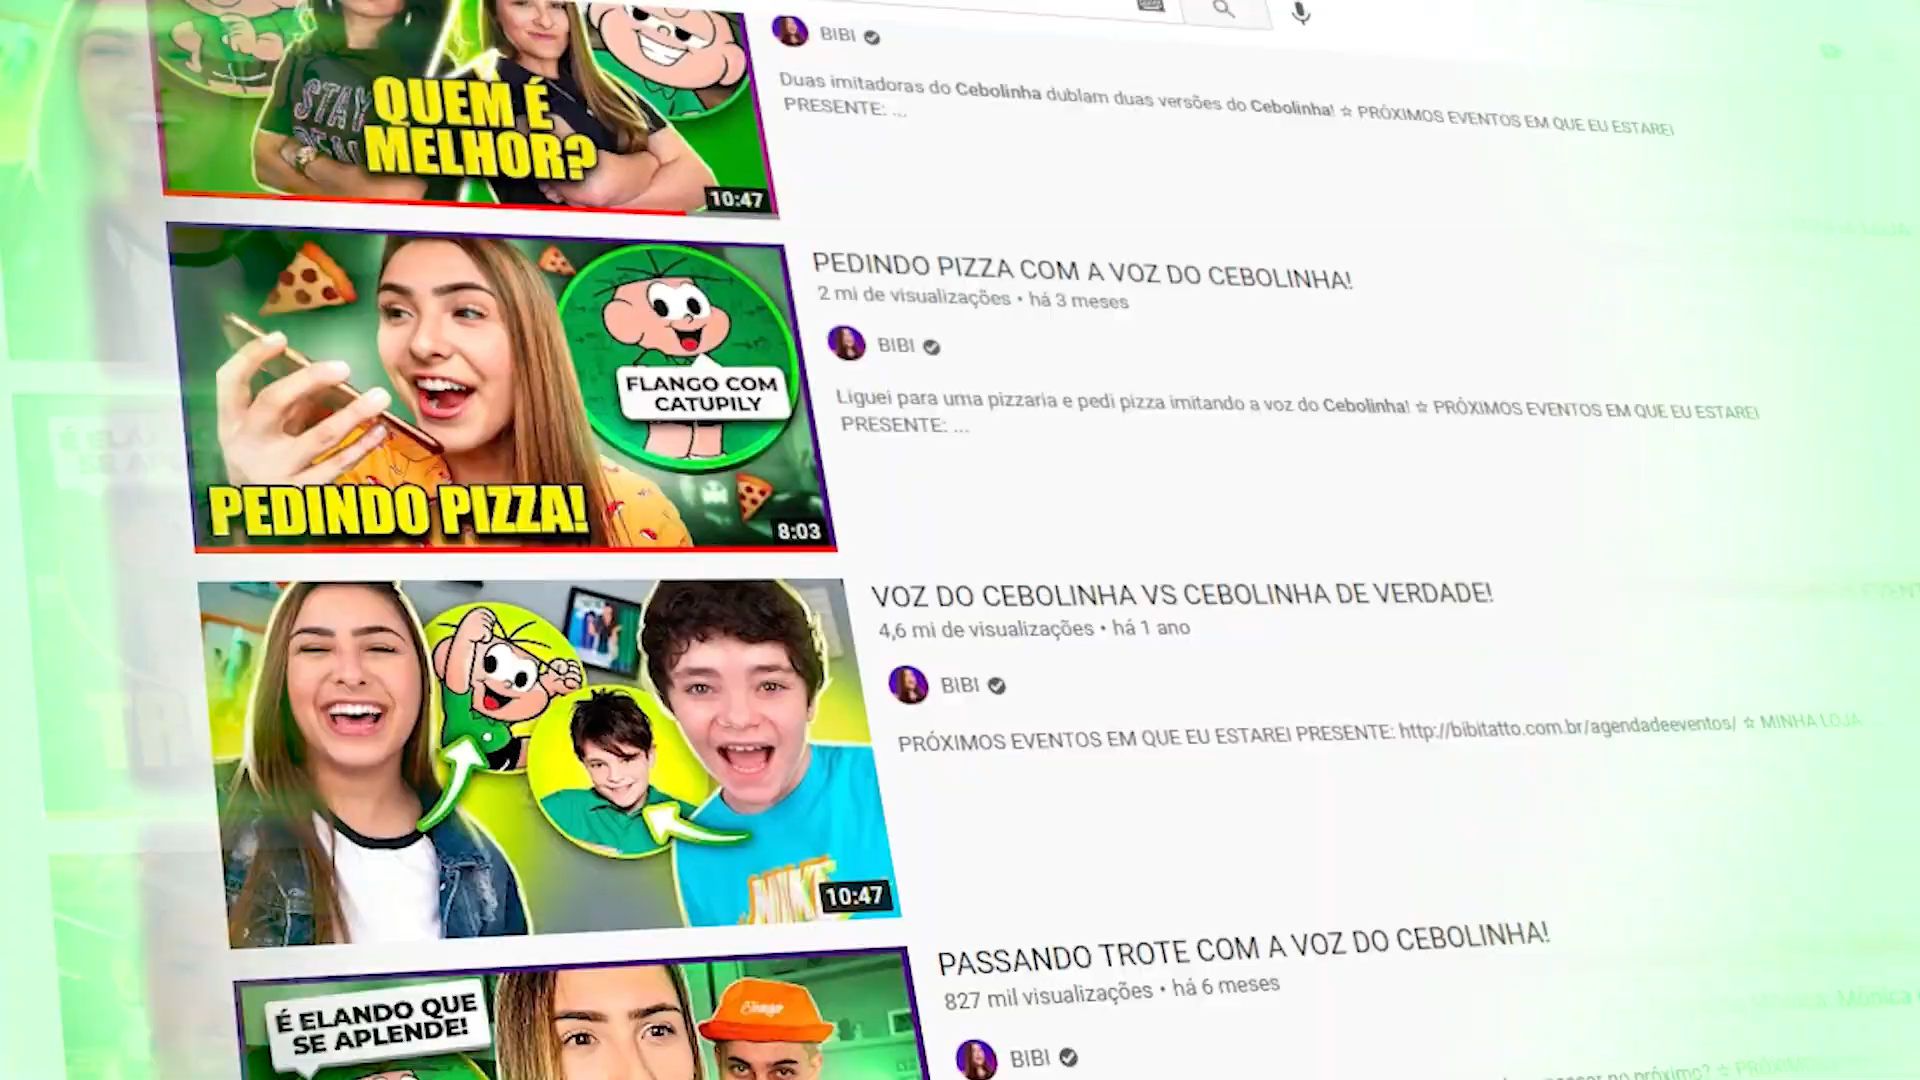 STAY
QUEM É
MELHOR?
10:47
BIBI
Duas imitadoras do Cebolinha dublam duas versões do Cebolinha! ☆ PRÓXIMOS EVENTOS EM QUE EU ESTAREI
PRESENTE: ...
PEDINDO PIZZA!
FLANGO COM
CATUPILY
8:03
PEDINDO PIZZA COM A VOZ DO CEBOLINHA!
2 mi de visualizações • há 3 meses
BIBI
Liguei para uma pizzaria e pedi pizza imitando a voz do Cebolinha! ☆ PRÓXIMOS EVENTOS EM QUE EU ESTAREI
PRESENTE: ...
NIKE
10:47
VOZ DO CEBOLINHA VS CEBOLINHA DE VERDADE!
4,6 mi de visualizações • há 1 ano
BIBI
PRÓXIMOS EVENTOS EM QUE EU ESTAREI PRESENTE: http://bibitatto.com.br/agendadeeventos/ ☆ MINHA LOJA ...
É ELANDO QUE
SE APLENDE!
PASSANDO TROTE COM A VOZ DO CEBOLINHA!
827 mil visualizações • há 6 meses
BIBI